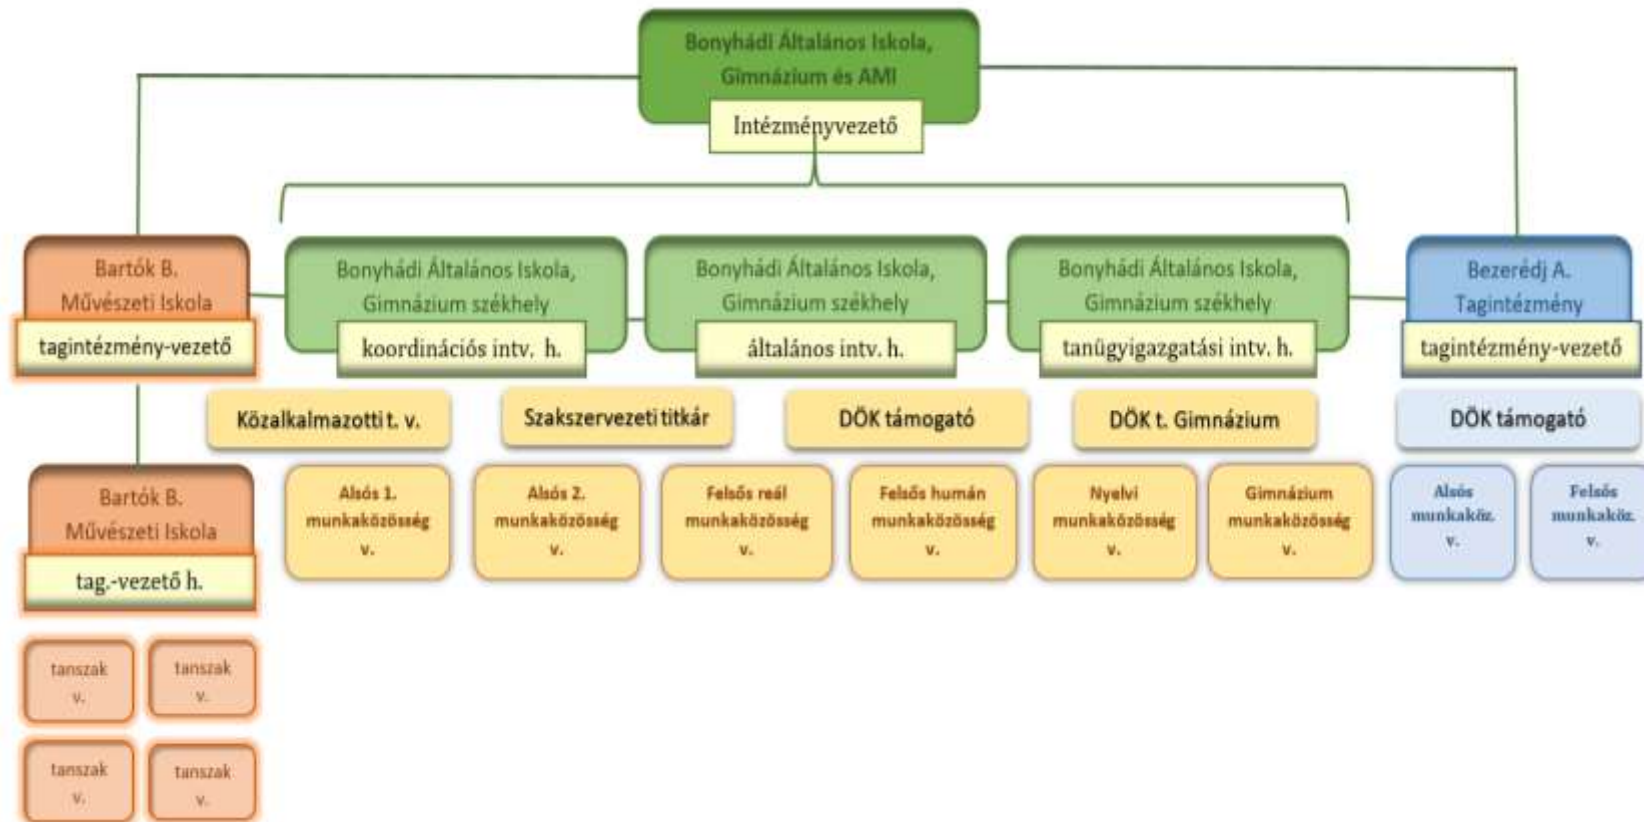 Bonyhádi Általános Iskola,
Gimnázium és AMI
Intézményvezető
Bartók B.
Művészeti Iskola
tagintézmény-vezető
Bonyhádi Általános Iskola,
Gimnázium székhely
koordinációs intv. h.
Bonyhádi Általános Iskola,
Gimnázium székhely
általános intv. h.
Bonyhádi Általános Iskola,
Gimnázium székhely
tanügyigazgatási intv. h.
Bezerédj A.
Tagintézmény
tagintézmény-vezető
Közalkalmazotti t. v.
Szakszervezeti titkár
DÖK támogató
DÖK t. Gimnázium
DÖK támogató
Bartók B.
Művészeti Iskola
tag.-vezető h.
Alsós 1.
munkaközösség
v.
Alsós 2.
munkaközösség
v.
Felsős reál
munkaközösség
v.
Felsős humán
munkaközösség
v.
Nyelvi
munkaközösség
v.
Gimnázium
munkaközösség
v.
Alsós
munkaköz.
v.
Felsős
munkaköz.
v.
tanszak
v.
tanszak
v.
tanszak
v.
tanszak
v.